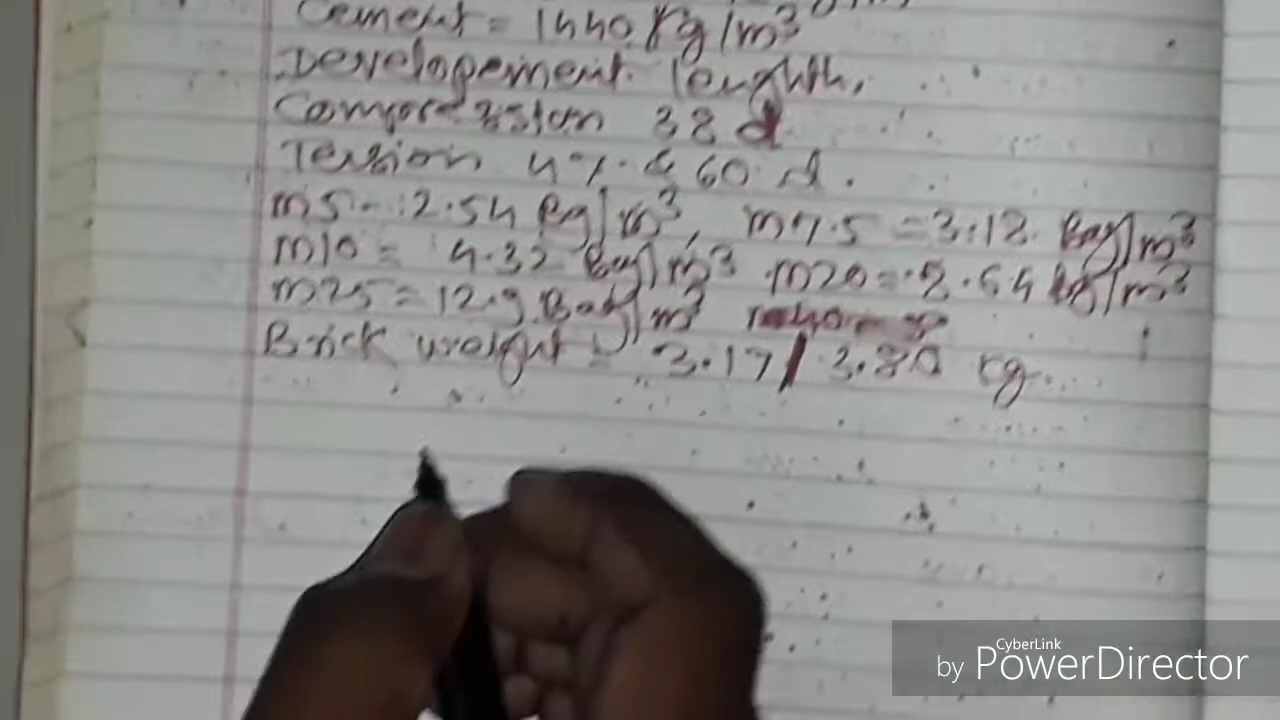 Cement = 1440 Kg/m³
Developement length,
Compression 38 d
Tension 47 & 60 d.
M5 - 2.54 Bag/m³, M7.5 = 3.18 Bag/m³
M10 = 4.32 Bag/m³ M20 = 8.64 Bag/m³
M25 = 12.9 Bag/m³
Brick weight = 3.17/3.80 kg
CyberLink
by PowerDirector